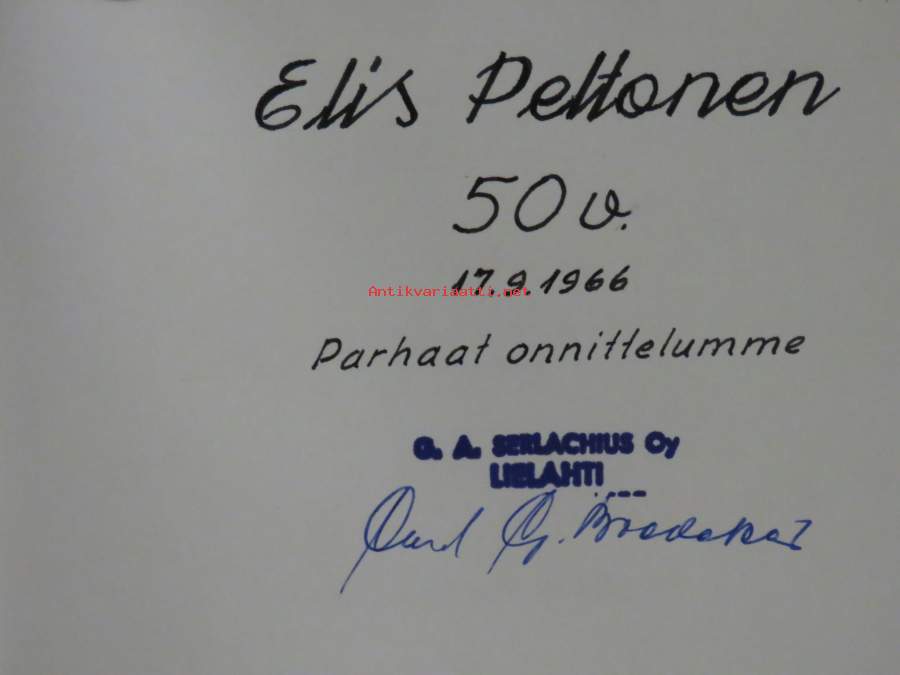 Elis Peltonen
50 v.
17.9.1966
Antikvariaatti.net
Parhaat onnittelumme
G. A. SERLACHIUS Oy
LIELAHTI
G.